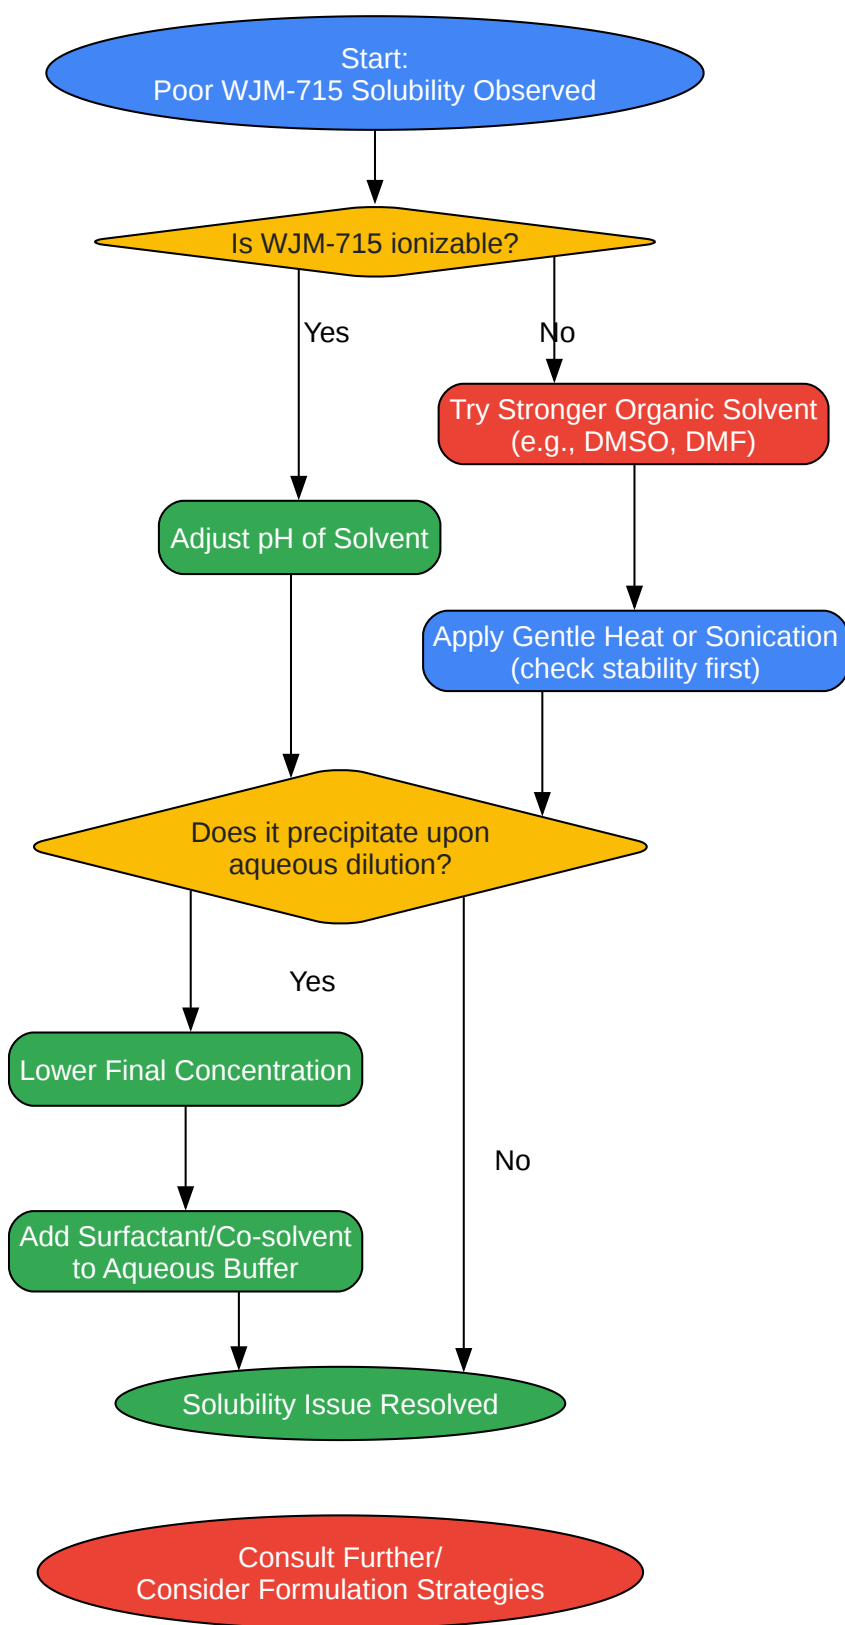 Start:
Poor WJM-715 Solubility Observed
Is WJM-715 ionizable?
Yes
No
Try Stronger Organic Solvent
(e.g., DMSO, DMF)
Adjust pH of Solvent
Apply Gentle Heat or Sonication
(check stability first)
Does it precipitate upon
aqueous dilution?
Yes
Lower Final Concentration
No
Add Surfactant/Co-solvent
to Aqueous Buffer
Solubility Issue Resolved
Consult Further/
Consider Formulation Strategies